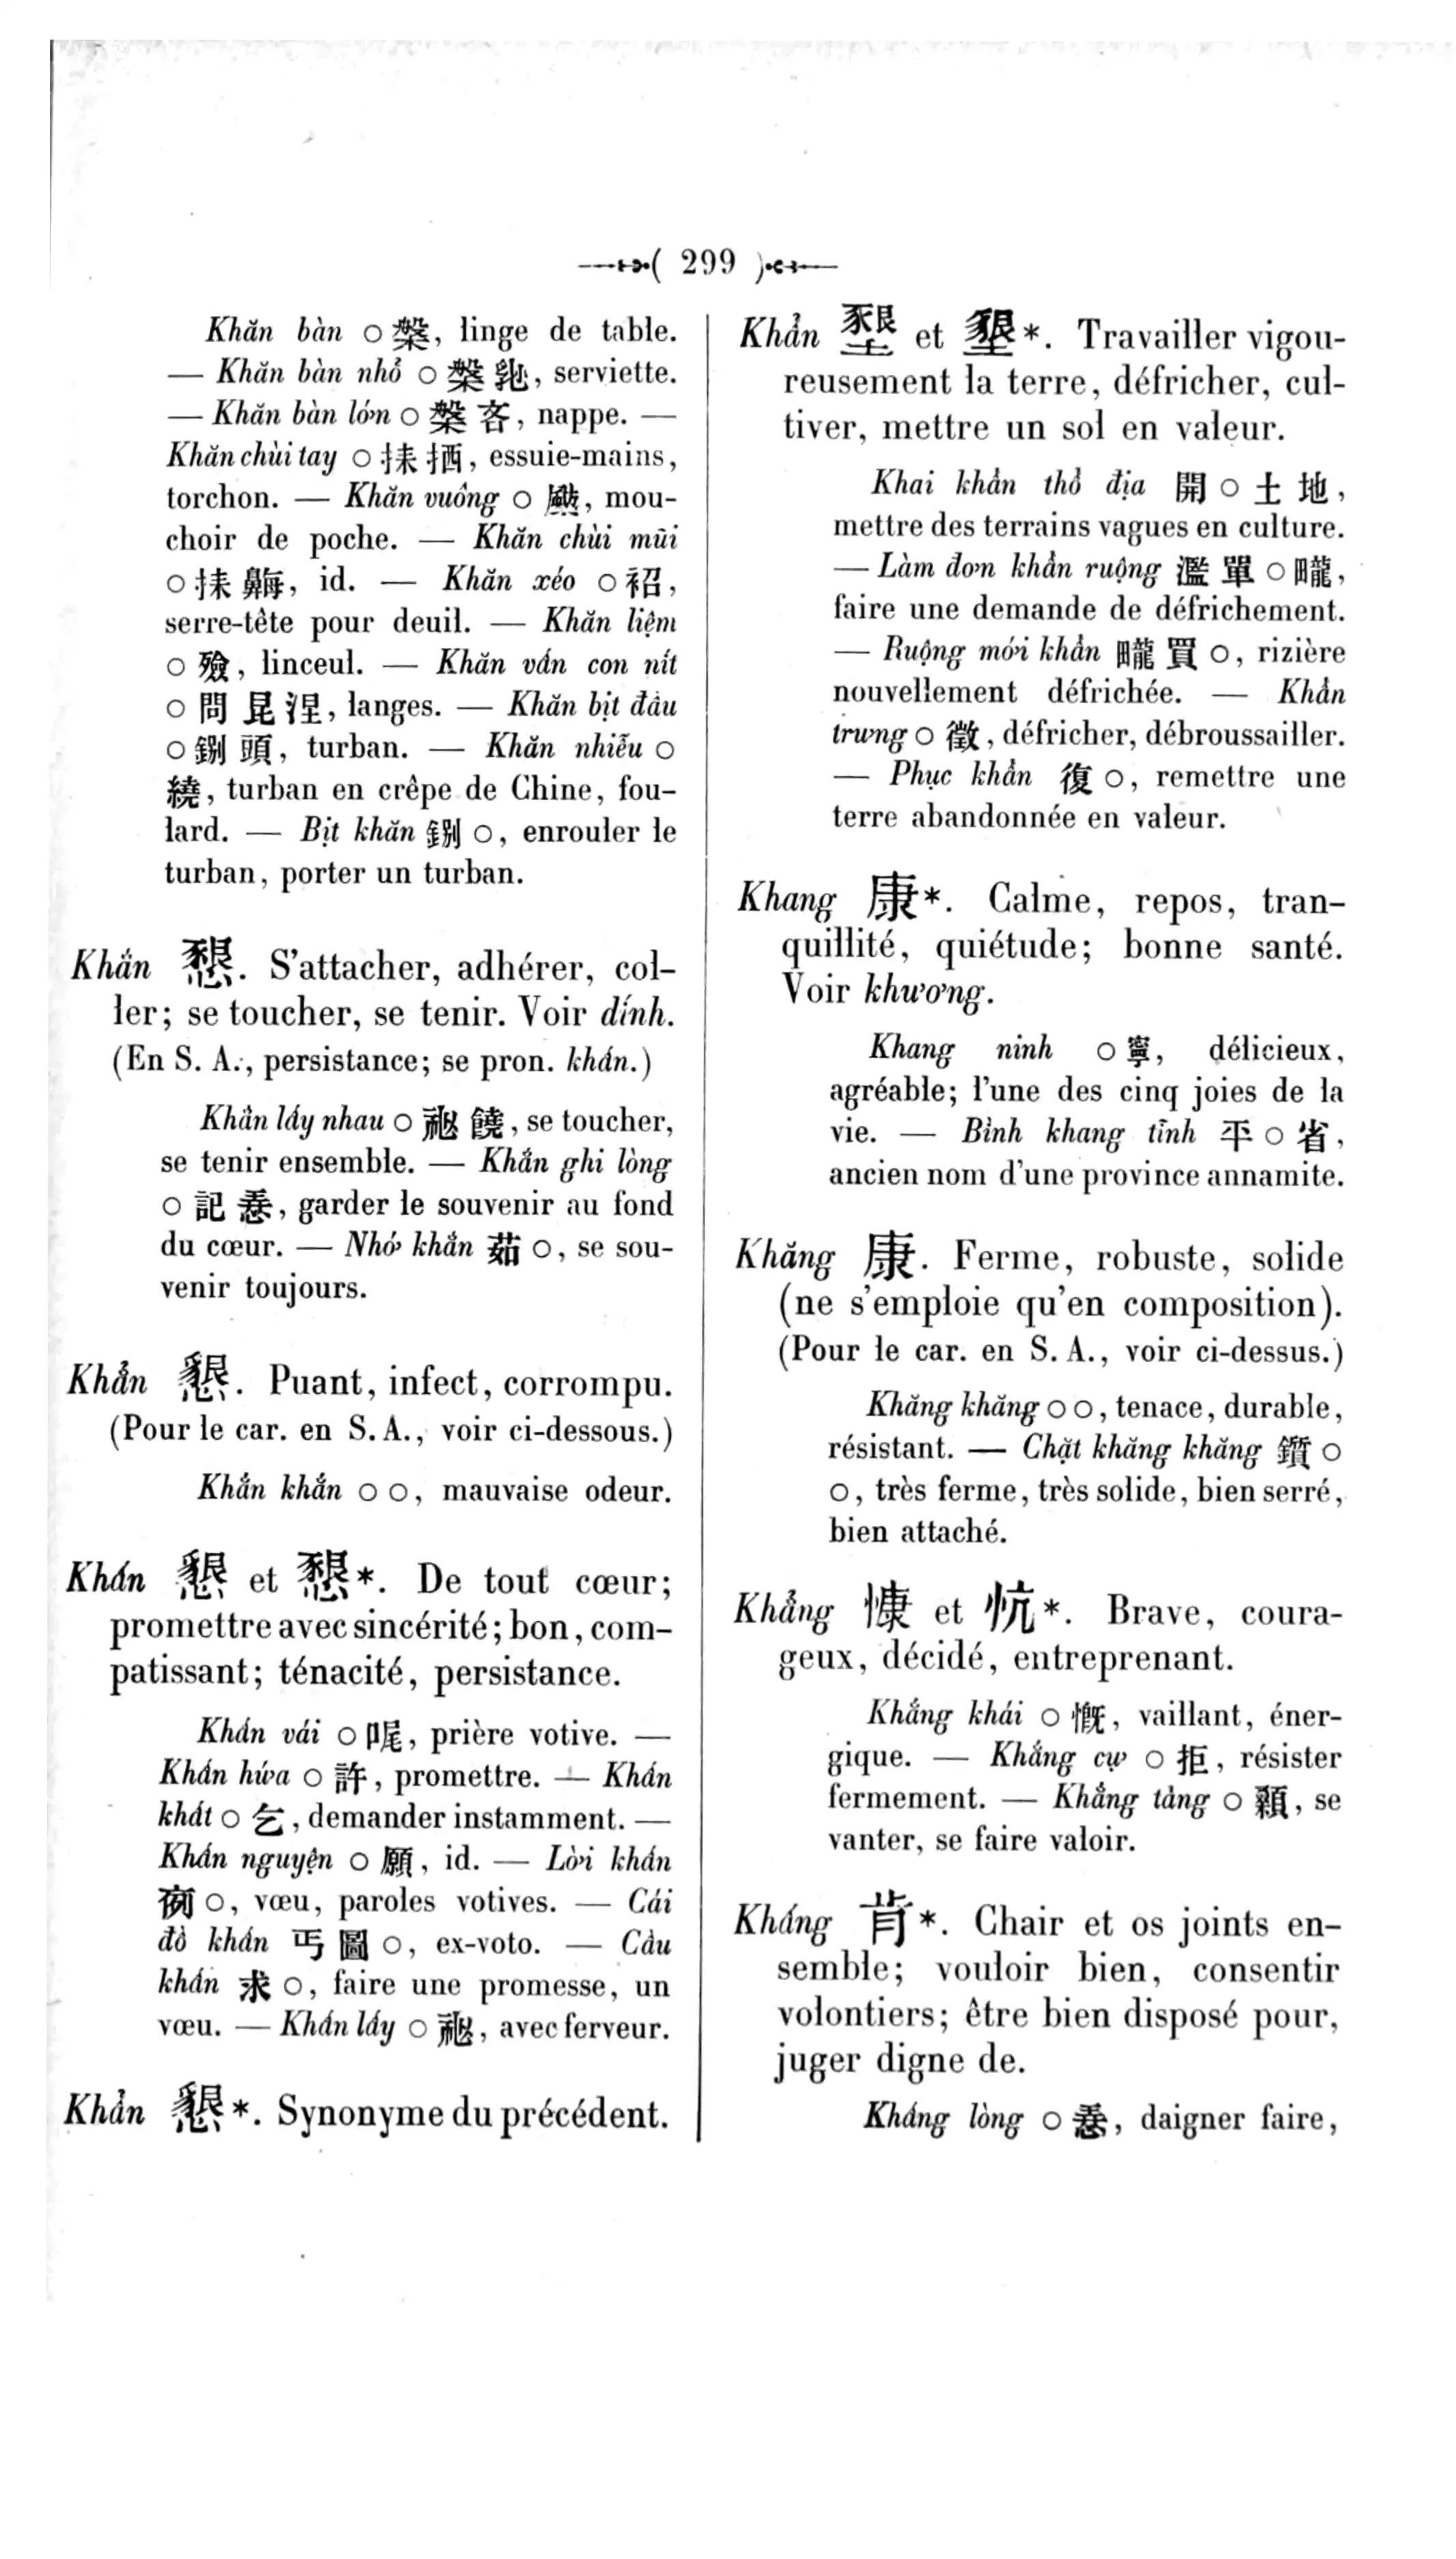 ( 299 )
Khăn bàn ○ 槃, linge de table.
— Khăn bàn nhỏ ○ 槃, serviette.
— Khăn bàn lớn ○ 槃, nappe. —
Khăn chùi tay ○, essuie-mains,
torchon. — Khăn vuông ○, mou-
choir de poche. — Khăn chùi mũi
○, id. — Khăn xéo ○ 袑,
serre-tête pour deuil. — Khăn liệm
○ 殮, linceul. — Khăn vấn con nít
○ 問昆涅, langes. — Khăn bịt đầu
○ 頭, turban. — Khăn nhiễu ○
繞, turban en crêpe de Chine, fou-
lard. — Bịt khăn ○, enrouler le
turban, porter un turban.
Khắn 懇. S'attacher, adhérer, col-
ler; se toucher, se tenir. Voir dính.
(En S. A., persistance; se pron. khẩn.)
Khắn lấy nhau ○ 饒, se toucher,
se tenir ensemble. — Khắn ghi lòng
○ 記, garder le souvenir au fond
du cœur. — Nhớ khắn 茹 ○, se sou-
venir toujours.
Khẳn 懇. Puant, infect, corrompu.
(Pour le car. en S. A., voir ci-dessous.)
Khẳn khẳn ○ ○, mauvaise odeur.
Khấn 懇 et 懇*. De tout cœur;
promettre avec sincérité; bon, com-
patissant; ténacité, persistance.
Khấn vái ○ 𠰺, prière votive. —
Khấn hứa ○ 許, promettre. — Khấn
khất ○ 乞, demander instamment. —
Khấn nguyện ○ 願, id. — Lời khấn
○, vœu, paroles votives. — Cái
đồ khấn 丐圖 ○, ex-voto. — Cầu
khấn 求 ○, faire une promesse, un
vœu. — Khấn lấy ○, avec ferveur.
Khẩn 懇*. Synonyme du précédent.
Khẩn 墾 et 墾*. Travailler vigou-
reusement la terre, défricher, cul-
tiver, mettre un sol en valeur.
Khai khẩn thổ địa 開 ○ 土地,
mettre des terrains vagues en culture.
— Làm đơn khẩn ruộng 濫單 ○ 㘓,
faire une demande de défrichement.
— Ruộng mới khẩn 買 ○, rizière
nouvellement défrichée. — Khẩn
trưng ○ 徵, défricher, débroussailler.
— Phục khẩn 復 ○, remettre une
terre abandonnée en valeur.
Khang 康*. Calme, repos, tran-
quillité, quiétude; bonne santé.
Voir khương.
Khang ninh ○ 寧, délicieux,
agréable; l'une des cinq joies de la
vie. — Bình khang tỉnh 平 ○ 省,
ancien nom d'une province annamite.
Khăng 康. Ferme, robuste, solide
(ne s'emploie qu'en composition).
(Pour le car. en S. A., voir ci-dessus.)
Khăng khăng ○ ○, tenace, durable,
résistant. — Chặt khăng khăng 鑕 ○
○, très ferme, très solide, bien serré,
bien attaché.
Khẳng 慷 et 忼*. Brave, coura-
geux, décidé, entreprenant.
Khẳng khái ○ 慨, vaillant, éner-
gique. — Khẳng cự ○ 拒, résister
fermement. — Khẳng tảng ○ 顙, se
vanter, se faire valoir.
Khấng 肯*. Chair et os joints en-
semble; vouloir bien, consentir
volontiers; être bien disposé pour,
juger digne de.
Khấng lòng ○, daigner faire,